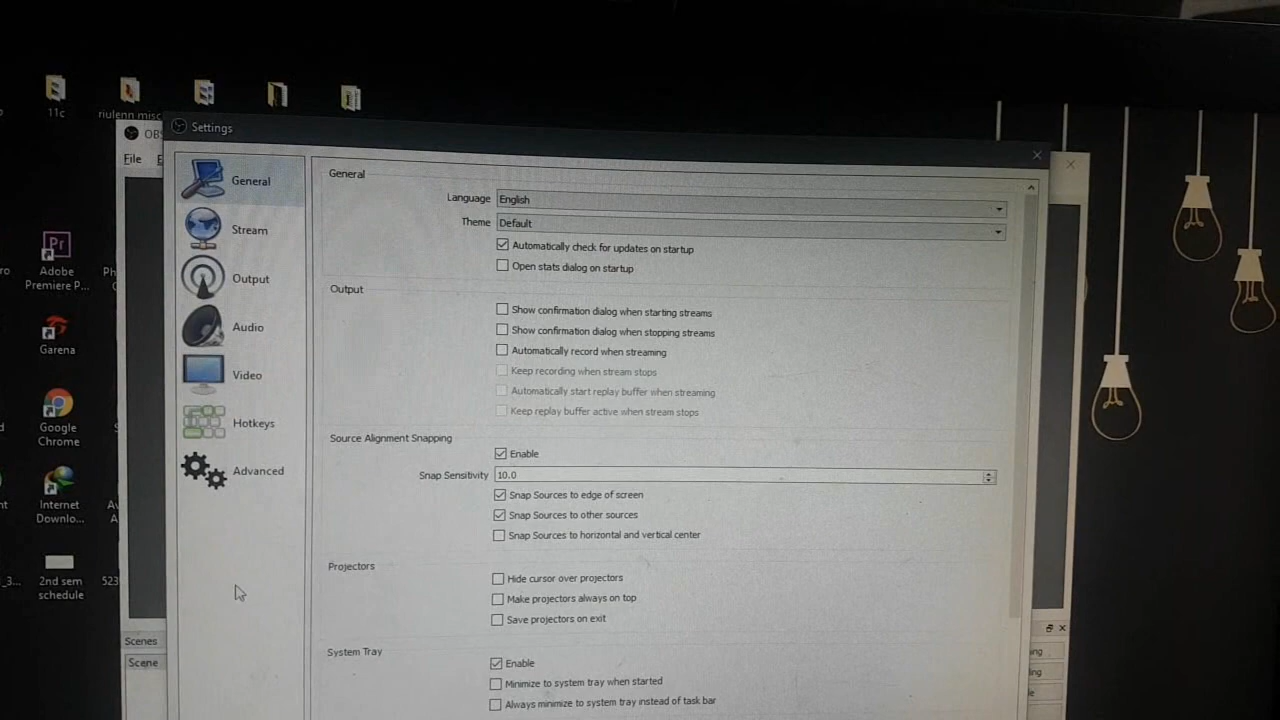 11c
riulenn misc
OBS
Settings
File
General
Stream
Output
Audio
Video
Hotkeys
Advanced
General
Language English
Theme Default
Automatically check for updates on startup
Open stats dialog on startup
Output
Show confirmation dialog when starting streams
Show confirmation dialog when stopping streams
Automatically record when streaming
Keep recording when stream stops
Automatically start replay buffer when streaming
Keep replay buffer active when stream stops
Source Alignment Snapping
Enable
Snap Sensitivity 10.0
Snap Sources to edge of screen
Snap Sources to other sources
Snap Sources to horizontal and vertical center
Projectors
Hide cursor over projectors
Make projectors always on top
Save projectors on exit
System Tray
Enable
Minimize to system tray when started
Always minimize to system tray instead of task bar
Pr
Adobe
Premiere P...
Garena
Google
Chrome
Internet
Downlo...
2nd sem
schedule
523
Scenes
Scene